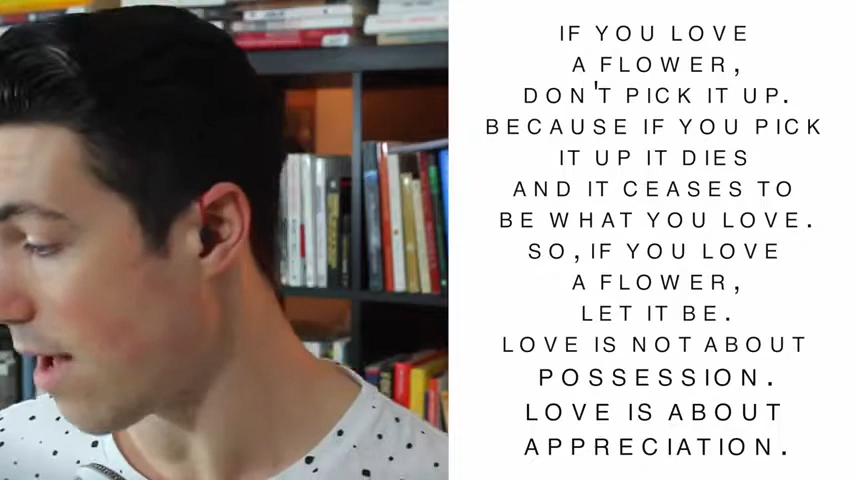 IF YOU LOVE
A FLOWER,
DON'T PICK IT UP.
BECAUSE IF YOU PICK
IT UP IT DIES
AND IT CEASES TO
BE WHAT YOU LOVE.
SO, IF YOU LOVE
A FLOWER,
LET IT BE.
LOVE IS NOT ABOUT
POSSESSION.
LOVE IS ABOUT
APPRECIATION.